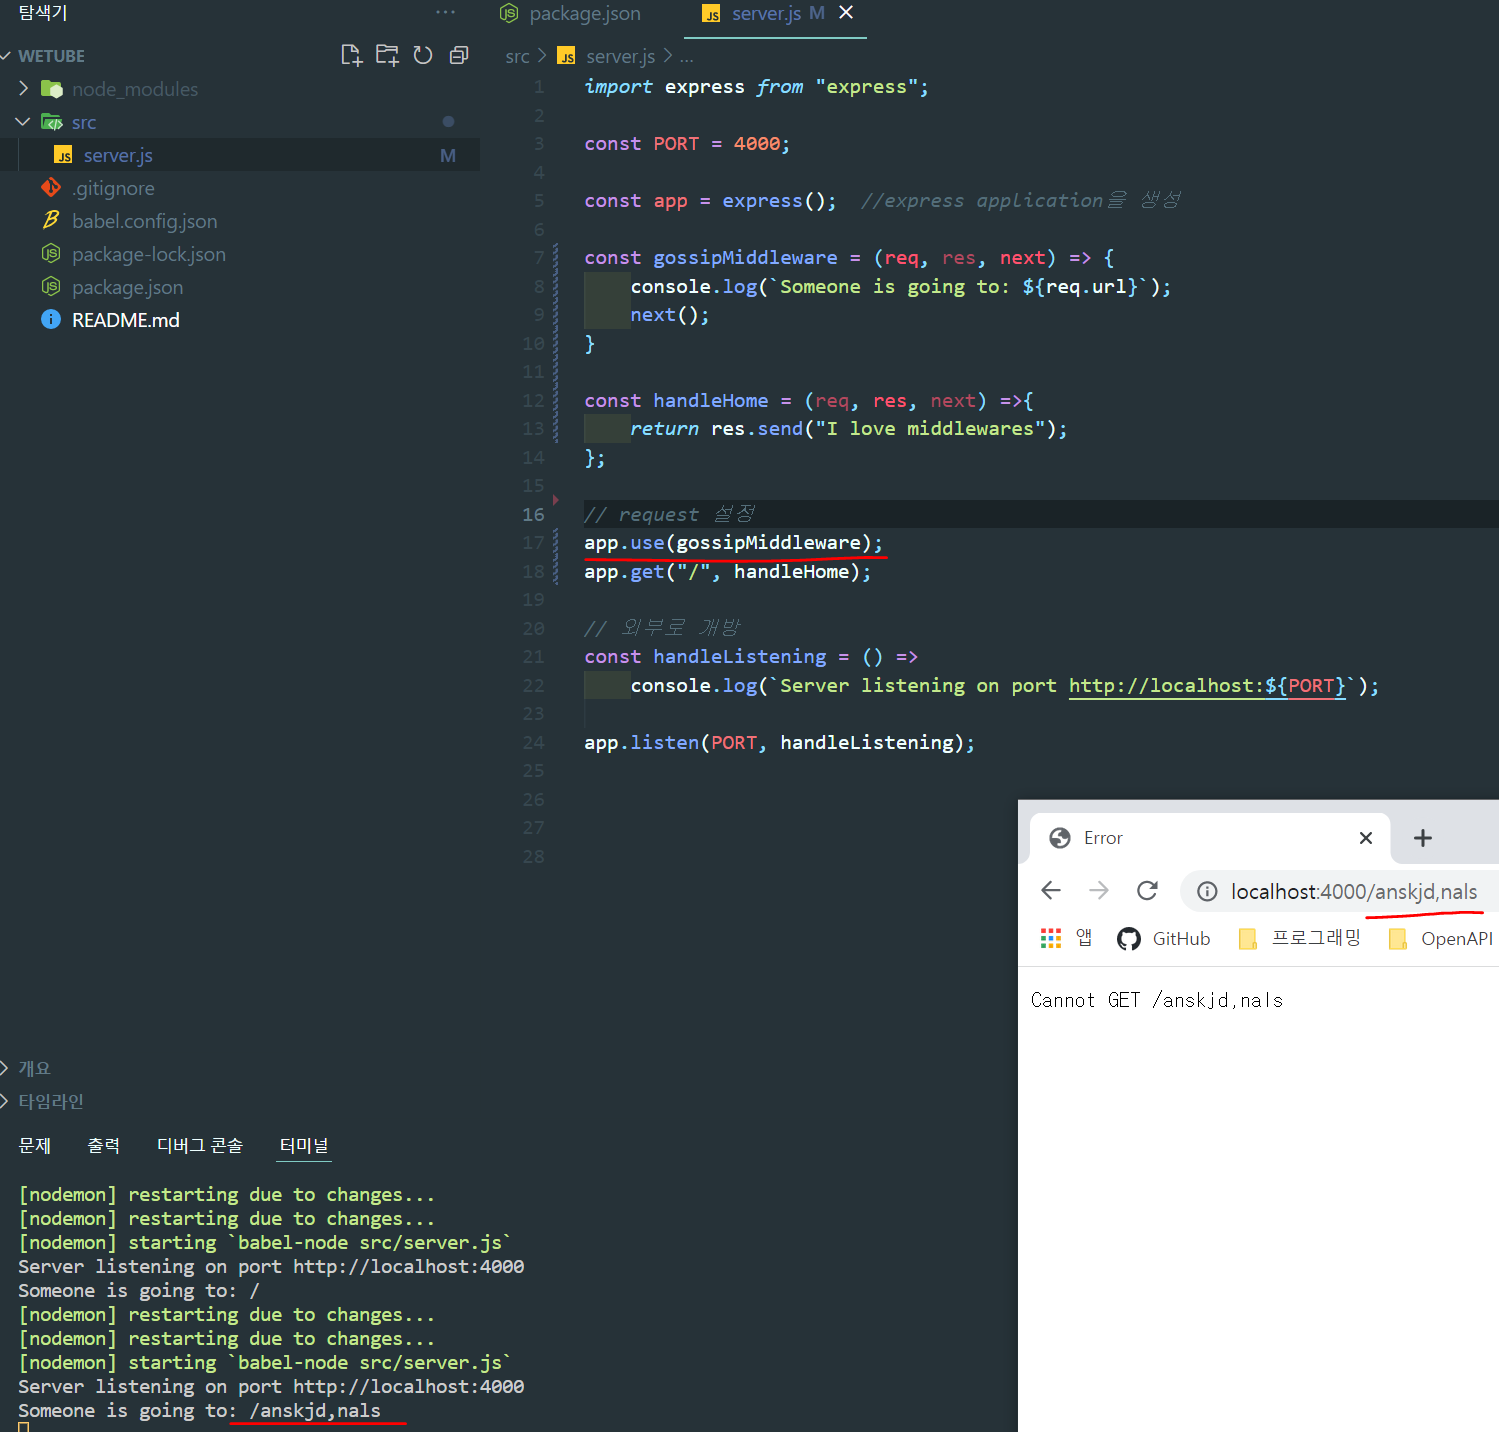 탐색기 ···
WETUBE
node_modules
src
server.js M
.gitignore
babel.config.json
package-lock.json
package.json
README.md
개요
타임라인
package.json
server.js M
src > server.js > ...
1 import express from "express";
2
3 const PORT = 4000;
4
5 const app = express();  //express application을 생성
6
7 const gossipMiddleware = (req, res, next) => {
8     console.log(`Someone is going to: ${req.url}`);
9     next();
10 }
11
12 const handleHome = (req, res, next) =>{
13     return res.send("I love middlewares");
14 };
15
16 // request 설정
17 app.use(gossipMiddleware);
18 app.get("/", handleHome);
19
20 // 외부로 개방
21 const handleListening = () =>
22     console.log(`Server listening on port http://localhost:${PORT}`);
23
24 app.listen(PORT, handleListening);
25
26
27
28
문제 출력 디버그 콘솔 터미널
[nodemon] restarting due to changes...
[nodemon] restarting due to changes...
[nodemon] starting `babel-node src/server.js`
Server listening on port http://localhost:4000
Someone is going to: /
[nodemon] restarting due to changes...
[nodemon] restarting due to changes...
[nodemon] starting `babel-node src/server.js`
Server listening on port http://localhost:4000
Someone is going to: /anskjd,nals
Error
localhost:4000/anskjd,nals
앱 GitHub 프로그래밍 OpenAPI
Cannot GET /anskjd,nals